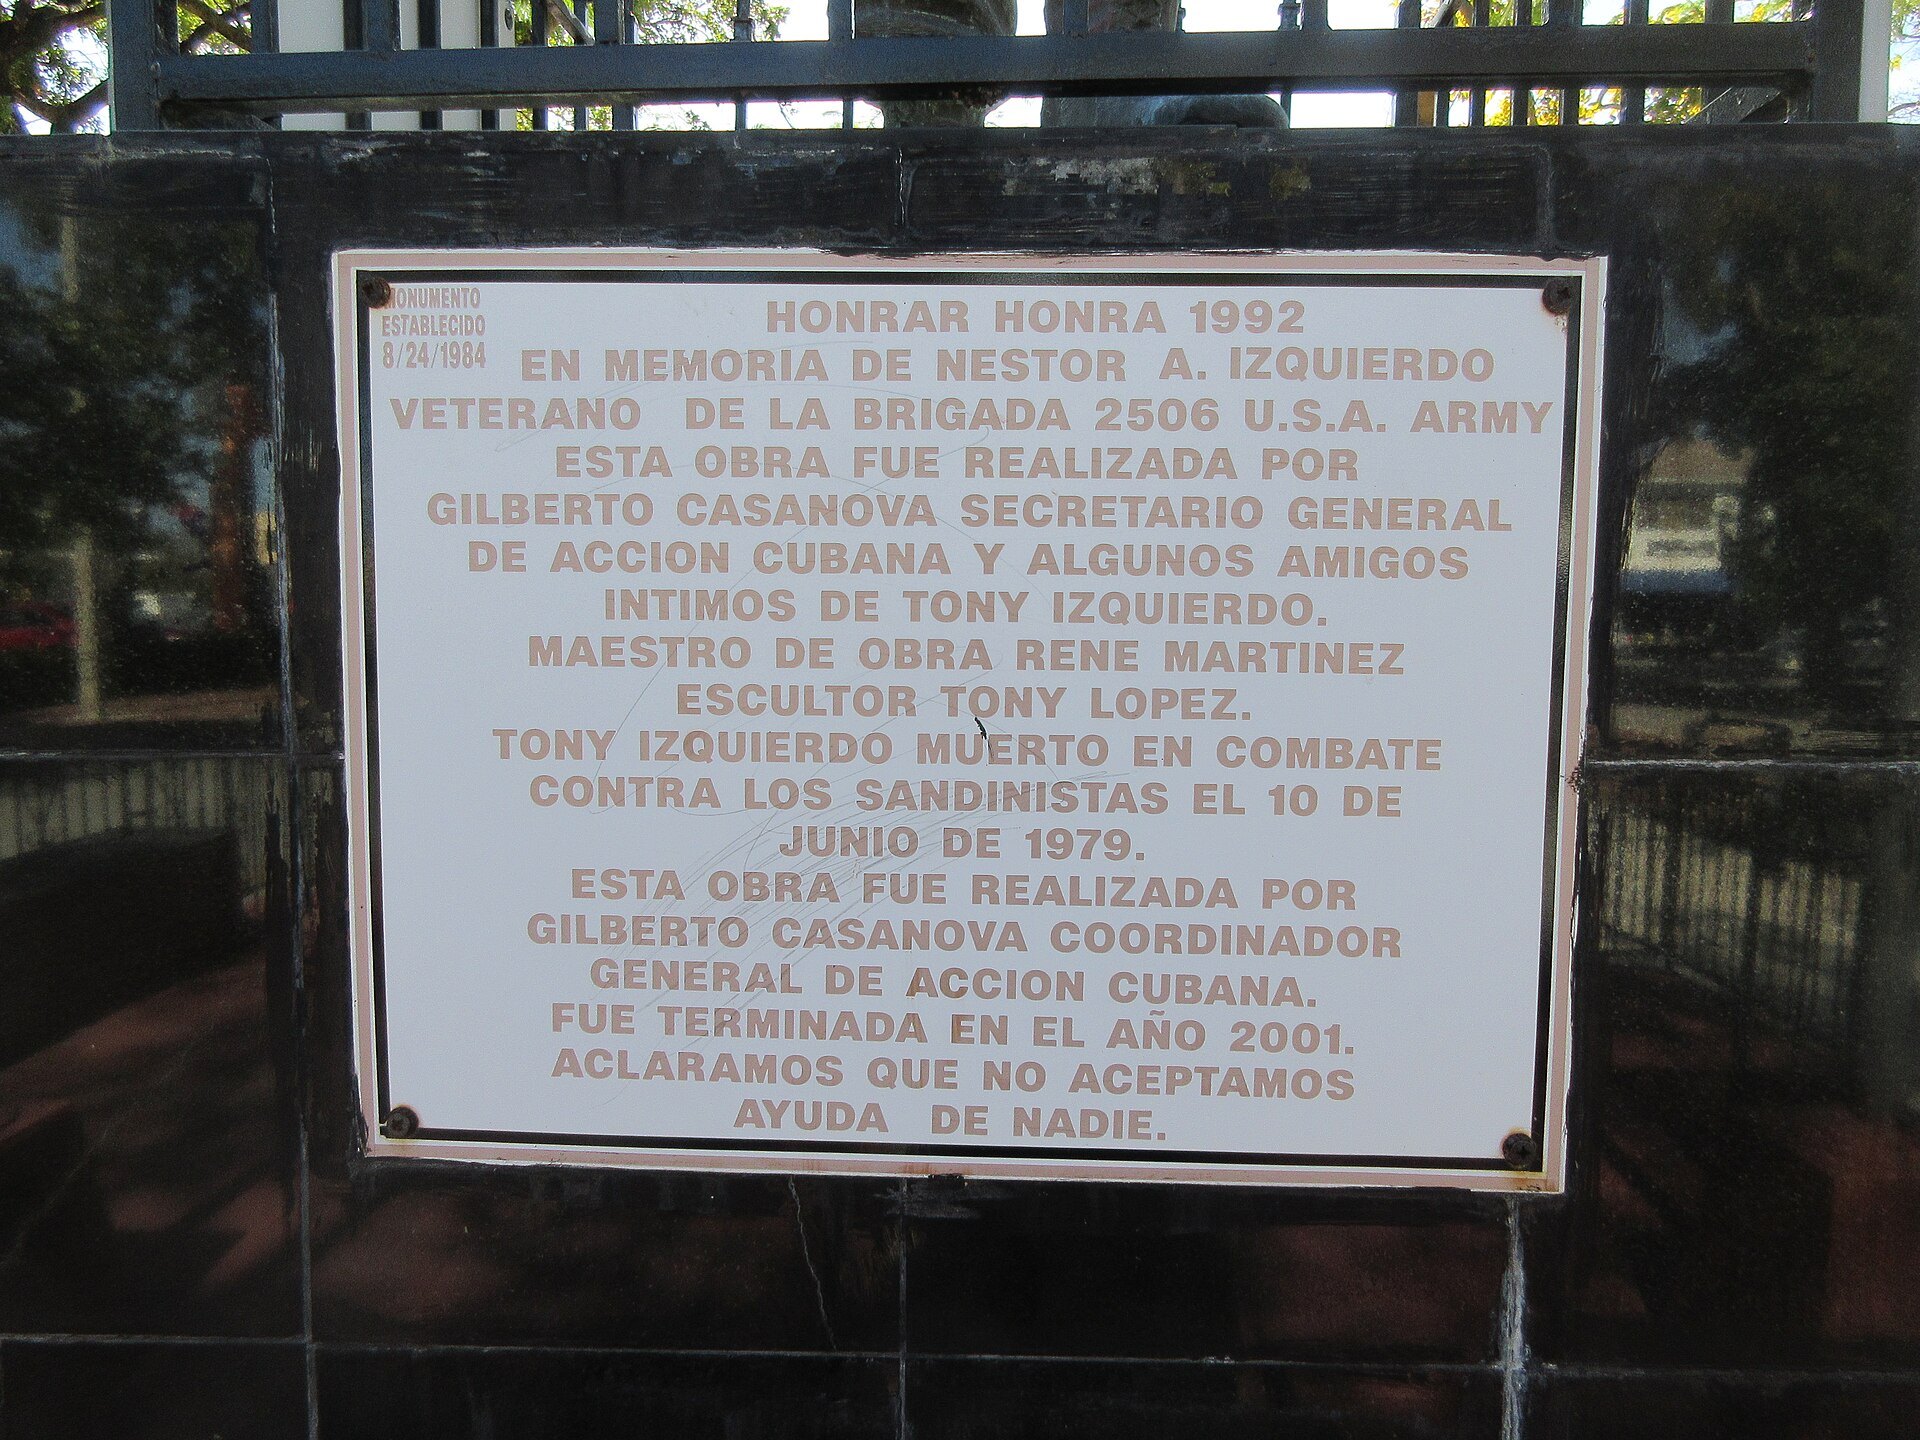 MONUMENTO
ESTABLECIDO
8/24/1984
HONRAR HONRA 1992
EN MEMORIA DE NESTOR A. IZQUIERDO
VETERANO DE LA BRIGADA 2506 U.S.A. ARMY
ESTA OBRA FUE REALIZADA POR
GILBERTO CASANOVA SECRETARIO GENERAL
DE ACCION CUBANA Y ALGUNOS AMIGOS
INTIMOS DE TONY IZQUIERDO.
MAESTRO DE OBRA RENE MARTINEZ
ESCULTOR TONY LOPEZ.
TONY IZQUIERDO MUERTO EN COMBATE
CONTRA LOS SANDINISTAS EL 10 DE
JUNIO DE 1979.
ESTA OBRA FUE REALIZADA POR
GILBERTO CASANOVA COORDINADOR
GENERAL DE ACCION CUBANA.
FUE TERMINADA EN EL AÑO 2001.
ACLARAMOS QUE NO ACEPTAMOS
AYUDA DE NADIE.